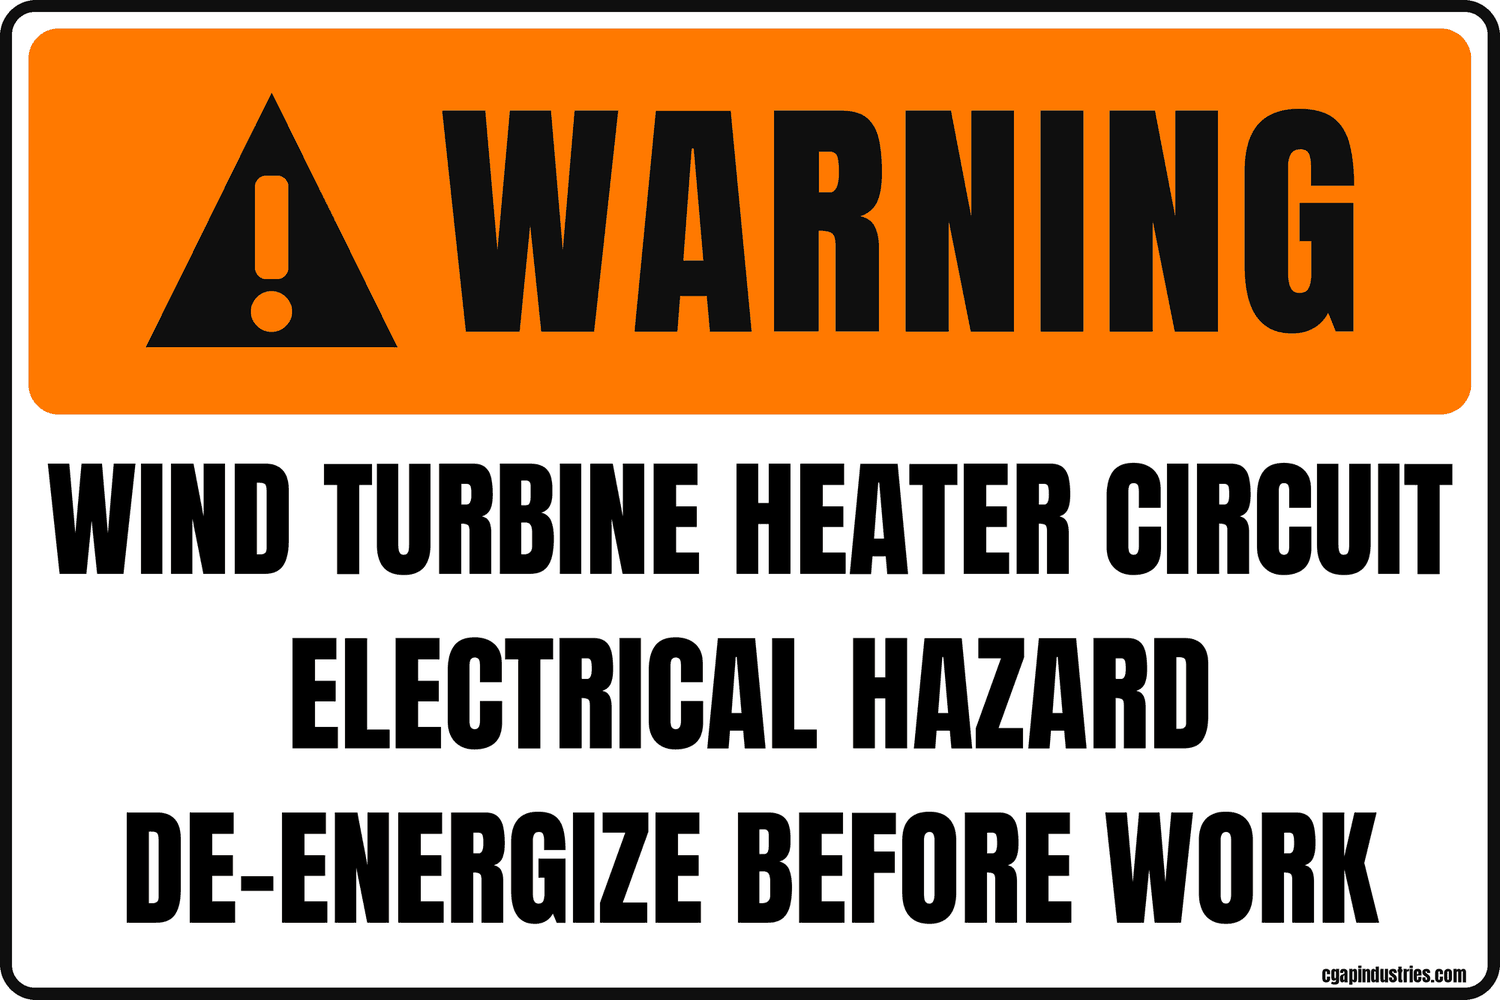 WARNING
WIND TURBINE HEATER CIRCUIT
ELECTRICAL HAZARD
DE-ENERGIZE BEFORE WORK
cgapindustries.com